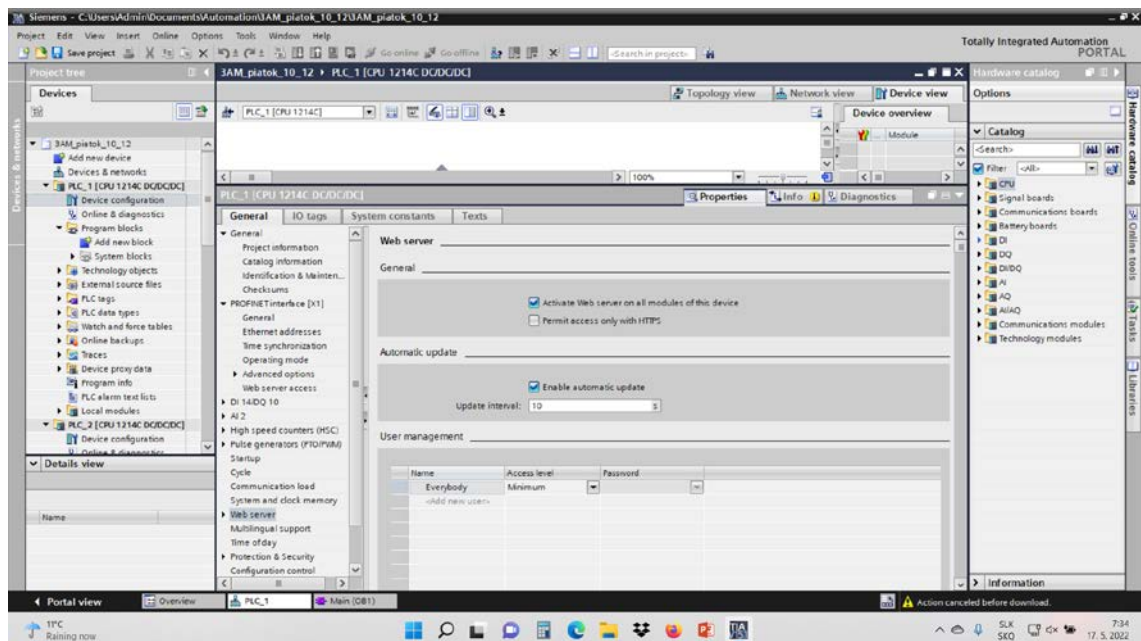 Siemens - C:\Users\Admin\Documents\Automation\3AM_piatok_10_12\3AM_piatok_10_12
Project Edit View Insert Online Options Tools Window Help
Totally Integrated Automation
PORTAL
Save project
Go online
Go offline
<Search in project>
Project tree
Devices
3AM_piatok_10_12
Add new device
Devices & networks
PLC_1 [CPU 1214C DC/DC/DC]
Device configuration
Online & diagnostics
Program blocks
Add new block
System blocks
Technology objects
External source files
PLC tags
PLC data types
Watch and force tables
Online backups
Traces
Device proxy data
Program info
PLC alarm text lists
Local modules
PLC_2 [CPU 1214C DC/DC/DC]
Device configuration
Online & diagnostics
Details view
Name
Devices & networks
3AM_piatok_10_12 PLC_1 [CPU 1214C DC/DC/DC]
Topology view Network view Device view
PLC_1 [CPU 1214C]
Device overview
... Module
100%
PLC_1 [CPU 1214C DC/DC/DC]
Properties Info Diagnostics
General IO tags System constants Texts
General
Project information
Catalog information
Identification & Mainten...
Checksums
PROFINET interface [X1]
General
Ethernet addresses
Time synchronization
Operating mode
Advanced options
Web server access
DI 14/DQ 10
AI 2
High speed counters (HSC)
Pulse generators (PTO/PWM)
Startup
Cycle
Communication load
System and clock memory
Web server
Multilingual support
Time of day
Protection & Security
Configuration control
Web server
General
Activate Web server on all modules of this device
Permit access only with HTTPS
Automatic update
Enable automatic update
Update interval: 10 s
User management
Name Access level Password
Everybody Minimum
<Add new user>
Hardware catalog
Options
Catalog
<Search>
Filter <All>
CPU
Signal boards
Communications boards
Battery boards
DI
DQ
DI/DQ
AI
AQ
AI/AQ
Communications modules
Technology modules
Information
Hardware catalog
Online tools
Tasks
Libraries
Portal view Overview PLC_1 Main (OB1)
Action canceled before download.
11°C
Raining now
SLK
SKQ
7:34